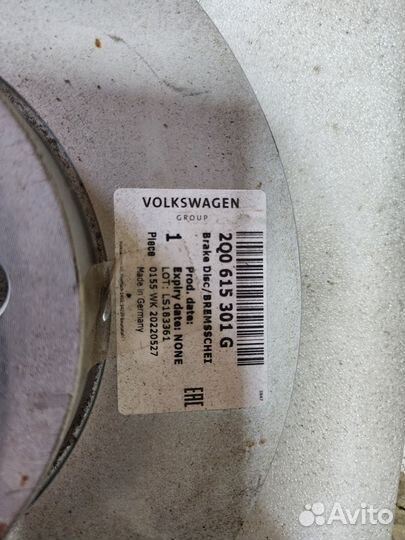 VOLKSWAGEN
GROUP
2Q0 615 301 G
Brake Disc/BREMSSCHEI
Prod. date:
Expiry date: NONE
LOT: LS183361
1
Piece 0155 WK 20220527
Made in Germany
EAC
Avito